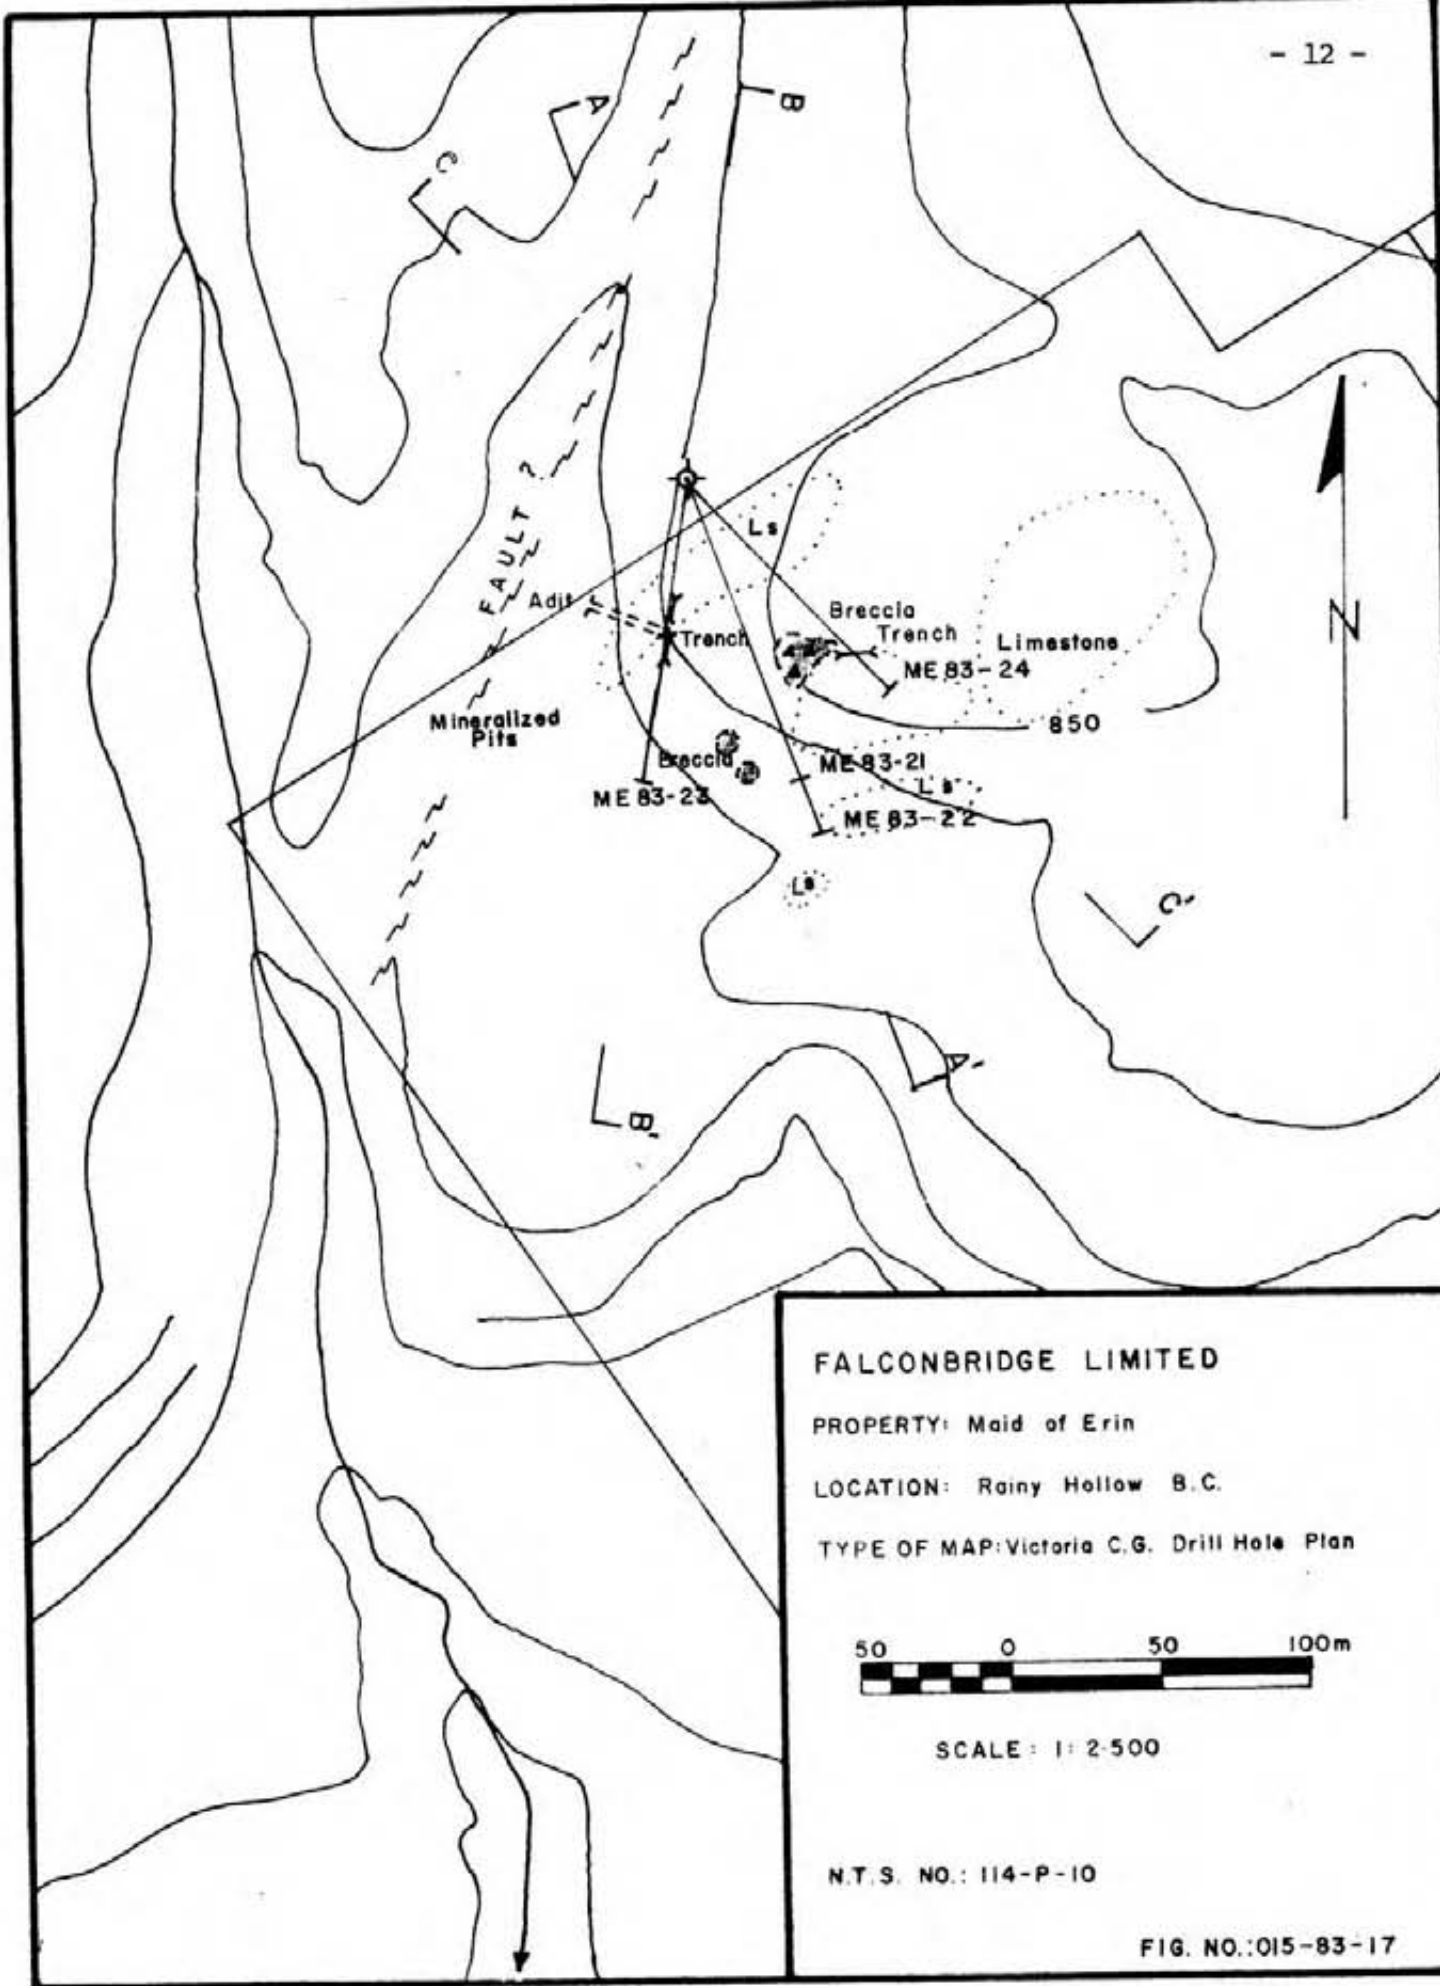 - 12 -
A
B
C
FAULT ?
Ls
Adit
Trench
Breccia
Trench
Limestone
ME 83-24
Mineralized
Pits
850
Breccia
ME 83-21
Ls
ME 83-23
ME 83-22
Ls
N
C'
A'
B'
FALCONBRIDGE LIMITED
PROPERTY: Maid of Erin
LOCATION: Rainy Hollow B.C.
TYPE OF MAP: Victoria C.G. Drill Hole Plan
50 0 50 100m
SCALE: 1: 2.500
N.T.S. NO.: 114-P-10
FIG. NO.: 015-83-17